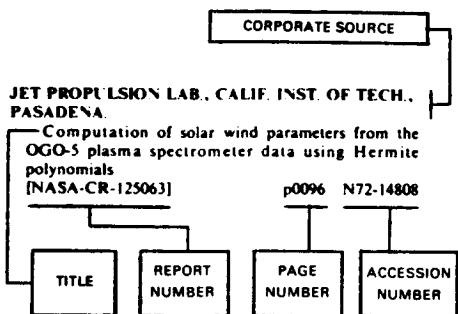 CORPORATE SOURCE
JET PROPULSION LAB., CALIF. INST. OF TECH.,
PASADENA.
Computation of solar wind parameters from the
OGO-5 plasma spectrometer data using Hermite
polynomials
[NASA-CR-125063] p0096 N72-14808
TITLE
REPORT NUMBER
PAGE NUMBER
ACCESSION NUMBER